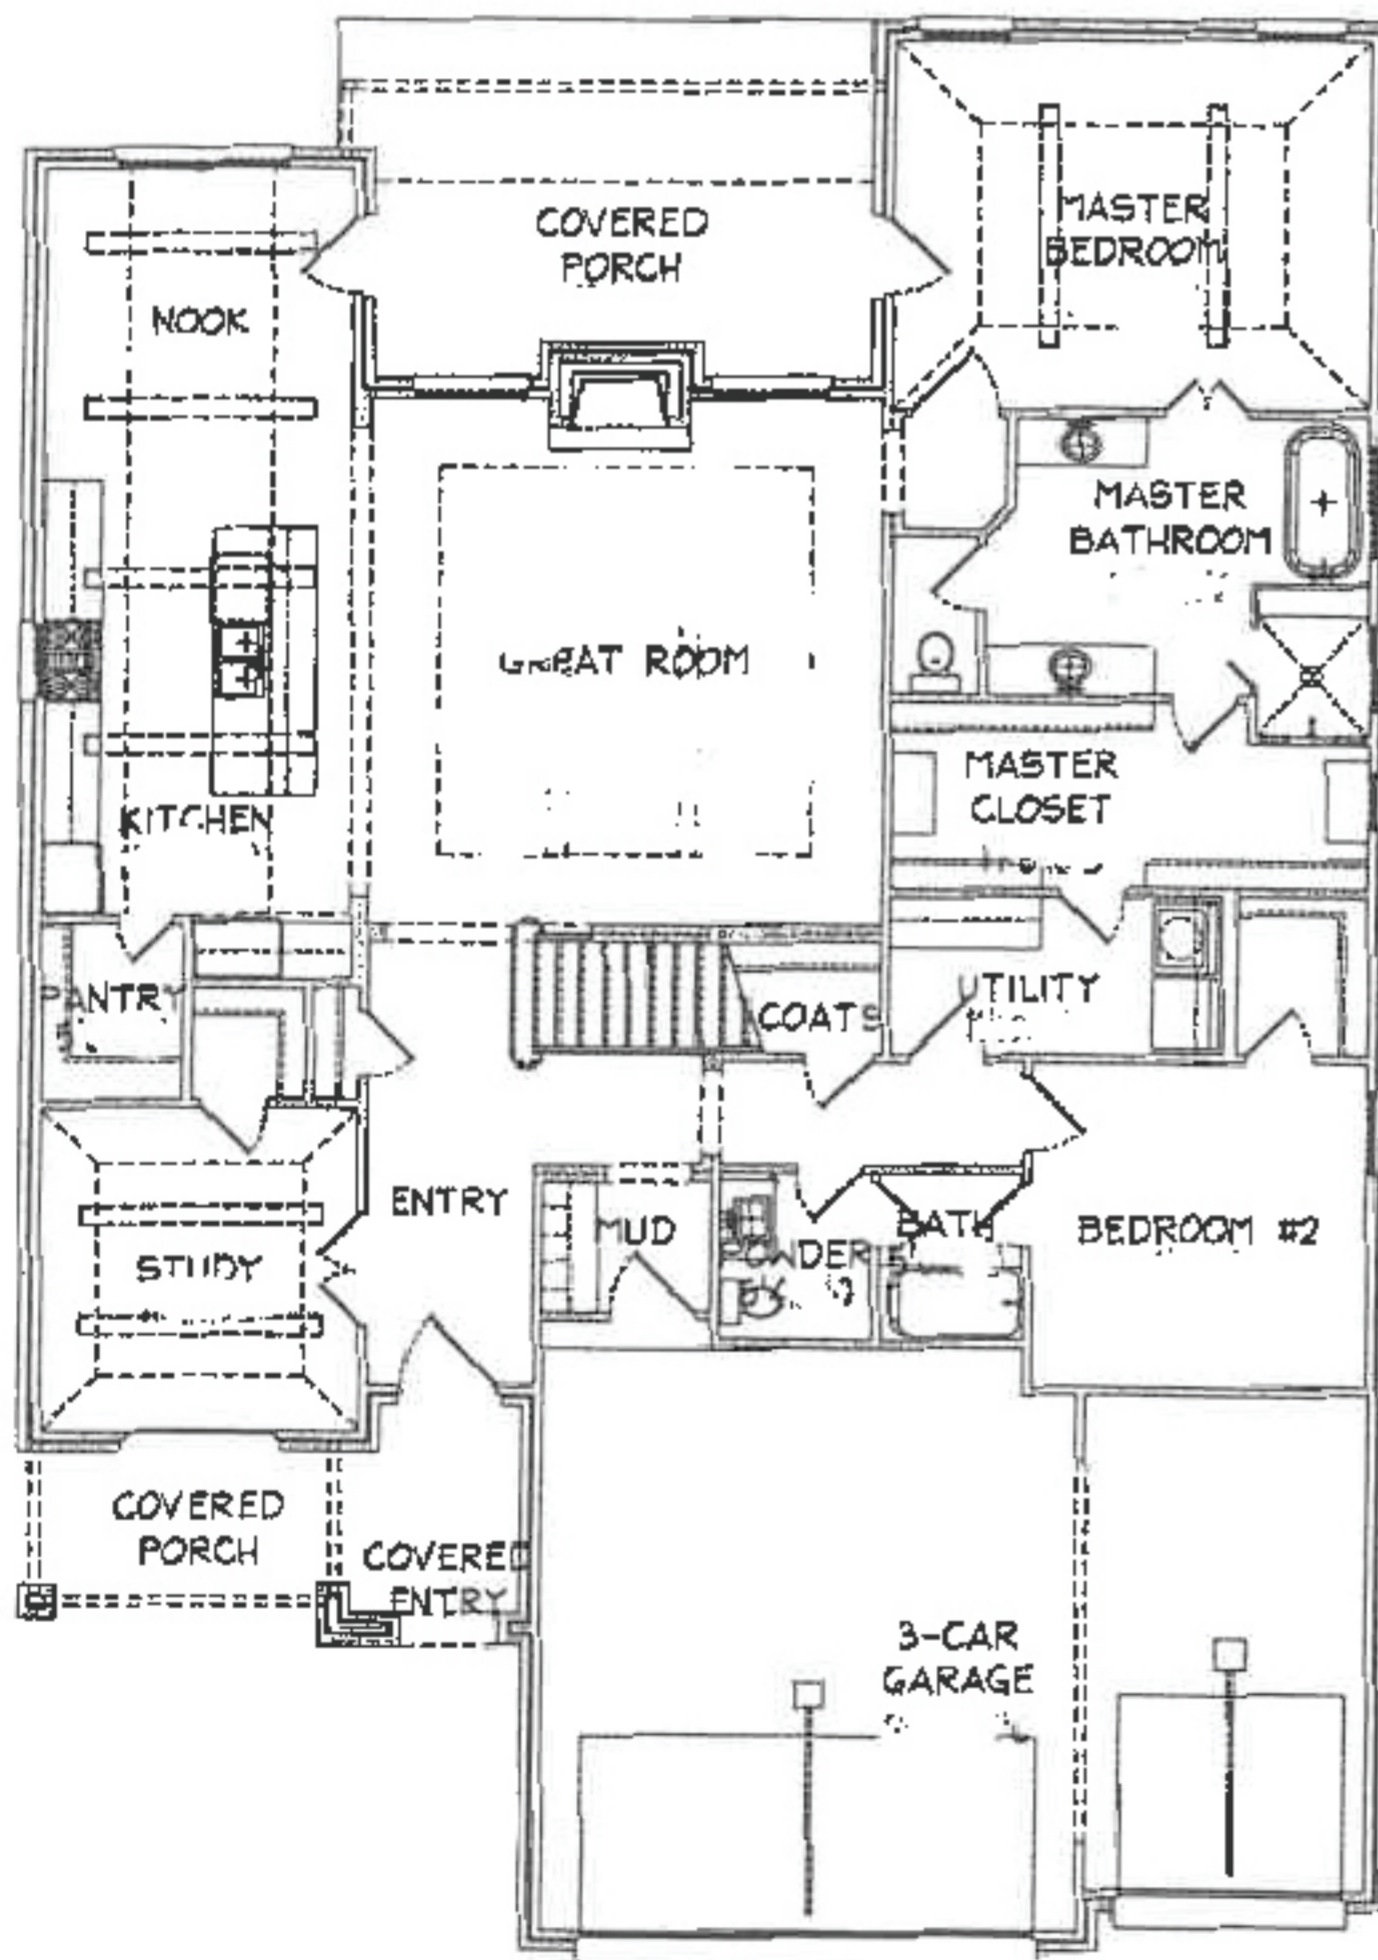 COVERED
PORCH
MASTER
BEDROOM
NOOK
MASTER
BATHROOM
GREAT ROOM
MASTER
CLOSET
KITCHEN
PANTRY
COATS
UTILITY
ENTRY
MUD
POWDER
BATH
BEDROOM #2
STUDY
COVERED
PORCH
COVERED
ENTRY
3-CAR
GARAGE